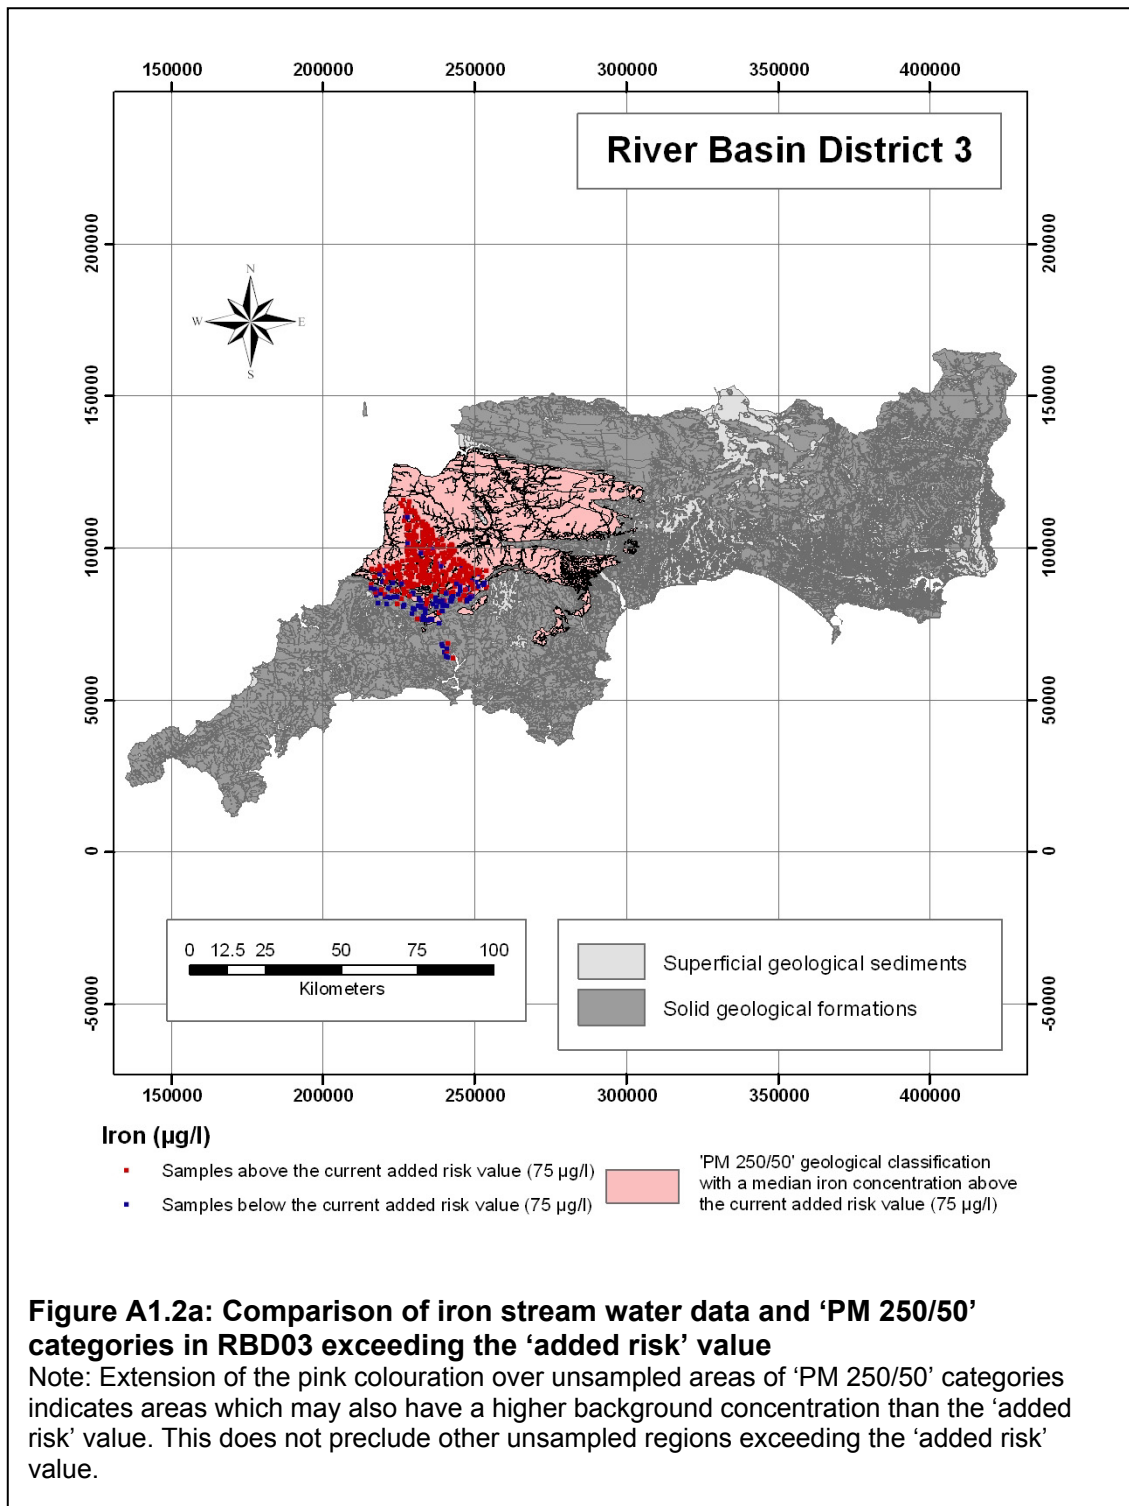 150000 200000 250000 300000 350000 400000
River Basin District 3
200000 200000
N
W E
S
150000 150000
100000 100000
50000 50000
0 0
0 12.5 25 50 75 100
Kilometers
Superficial geological sediments
Solid geological formations
-50000 -50000
150000 200000 250000 300000 350000 400000
Iron (µg/l)
Samples above the current added risk value (75 µg/l)
Samples below the current added risk value (75 µg/l)
'PM 250/50' geological classification
with a median iron concentration above
the current added risk value (75 µg/l)
Figure A1.2a: Comparison of iron stream water data and ‘PM 250/50’
categories in RBD03 exceeding the ‘added risk’ value
Note: Extension of the pink colouration over unsampled areas of ‘PM 250/50’ categories
indicates areas which may also have a higher background concentration than the ‘added
risk’ value. This does not preclude other unsampled regions exceeding the ‘added risk’
value.